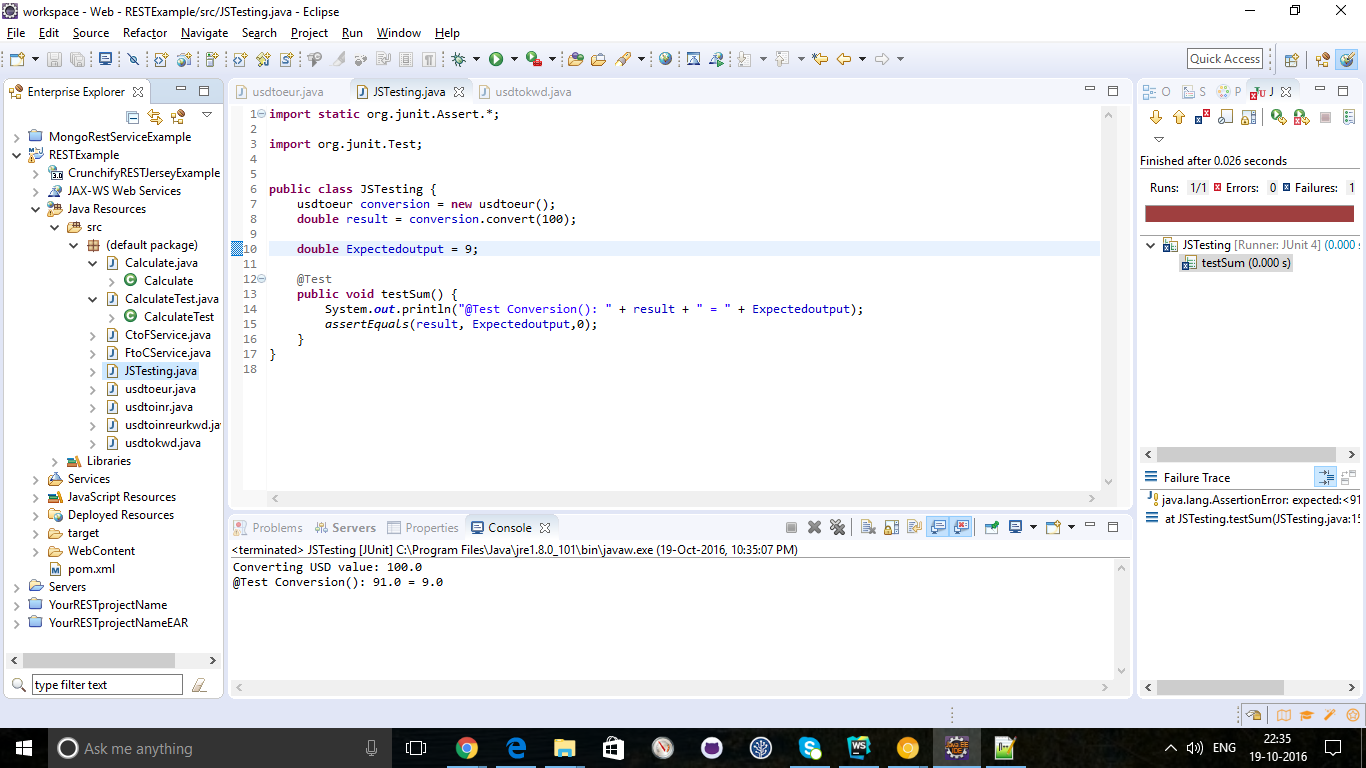 workspace - Web - RESTExample/src/JSTesting.java - Eclipse
File Edit Source Refactor Navigate Search Project Run Window Help
Quick Access
Enterprise Explorer
MongoRestServiceExample
RESTExample
CrunchifyRESTJerseyExample
JAX-WS Web Services
Java Resources
src
(default package)
Calculate.java
Calculate
CalculateTest.java
CalculateTest
CtoFService.java
FtoCService.java
JSTesting.java
usdtoeur.java
usdtoinr.java
usdtoinreurkwd.ja
usdtokwd.java
Libraries
Services
JavaScript Resources
Deployed Resources
target
WebContent
pom.xml
Servers
YourRESTprojectName
YourRESTprojectNameEAR
type filter text
usdtoeur.java JSTesting.java usdtokwd.java
1 import static org.junit.Assert.*;
2
3 import org.junit.Test;
4
5
6 public class JSTesting {
7 usdtoeur conversion = new usdtoeur();
8 double result = conversion.convert(100);
9
10 double Expectedoutput = 9;
11
12 @Test
13 public void testSum() {
14 System.out.println("@Test Conversion(): " + result + " = " + Expectedoutput);
15 assertEquals(result, Expectedoutput,0);
16 }
17 }
18
Problems Servers Properties Console
<terminated> JSTesting [JUnit] C:\Program Files\Java\jre1.8.0_101\bin\javaw.exe (19-Oct-2016, 10:35:07 PM)
Converting USD value: 100.0
@Test Conversion(): 91.0 = 9.0
O S P J
Finished after 0.026 seconds
Runs: 1/1 Errors: 0 Failures: 1
JSTesting [Runner: JUnit 4] (0.000
testSum (0.000 s)
Failure Trace
java.lang.AssertionError: expected:<91
at JSTesting.testSum(JSTesting.java:15
Ask me anything
ENG
22:35
19-10-2016